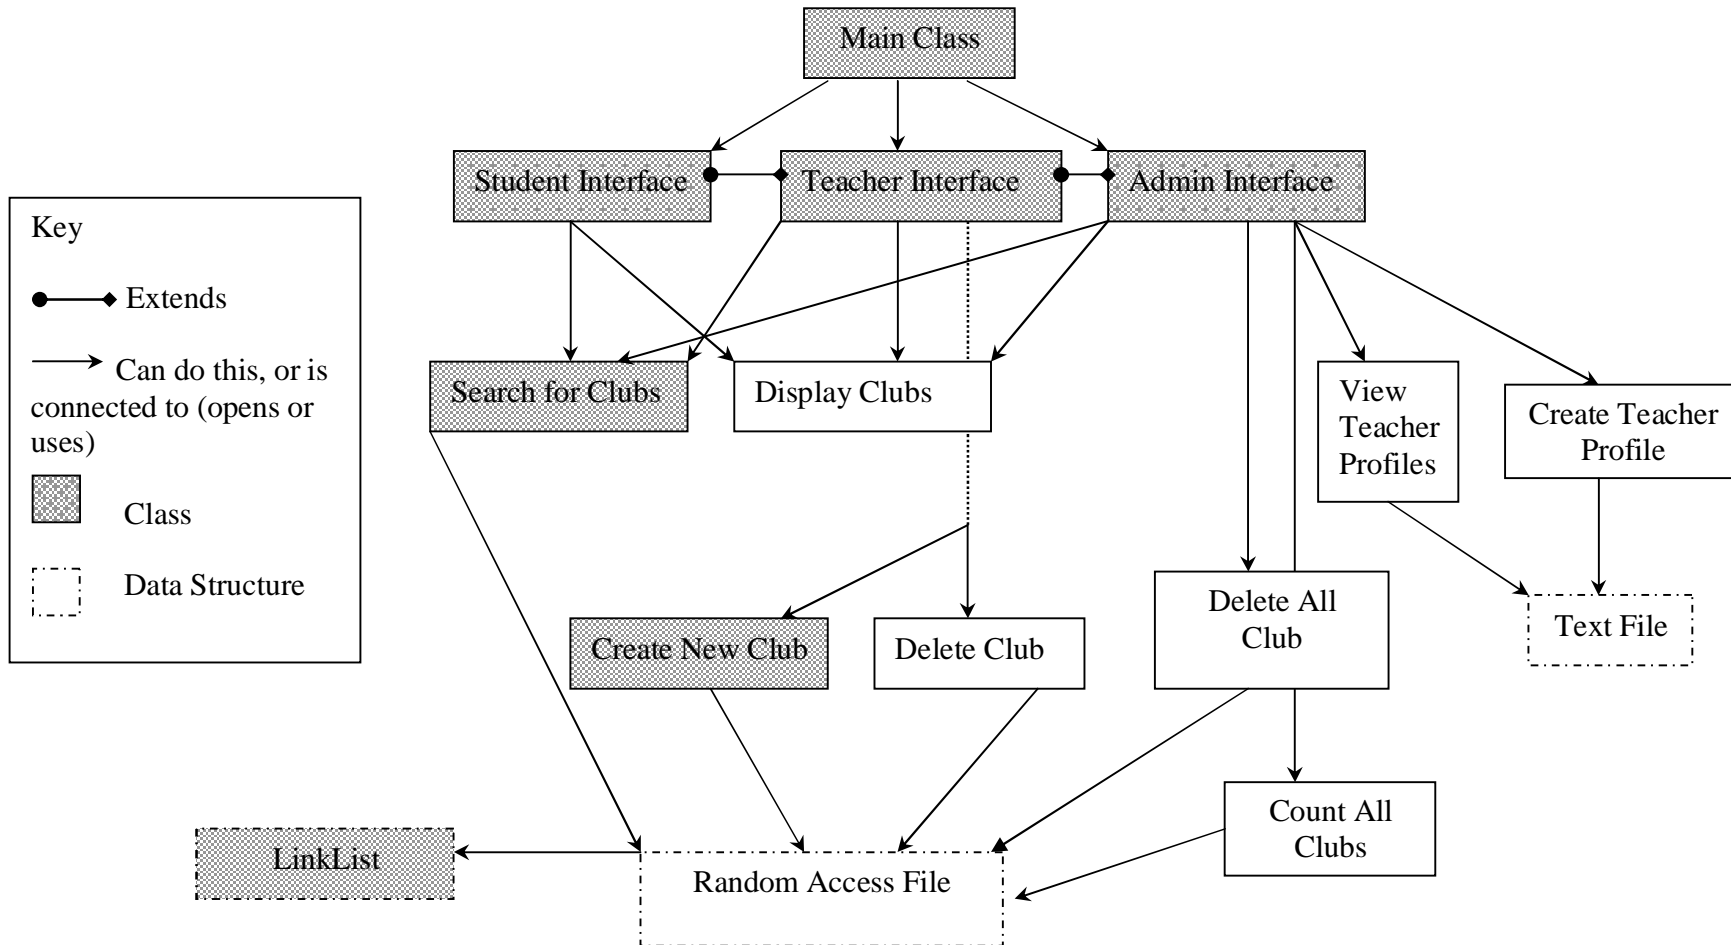 Main Class
Student Interface
Teacher Interface
Admin Interface
Key
Extends
Can do this, or is
connected to (opens or
uses)
Class
Data Structure
Search for Clubs
Display Clubs
View
Teacher
Profiles
Create Teacher
Profile
Create New Club
Delete Club
Delete All
Club
Text File
Count All
Clubs
LinkList
Random Access File